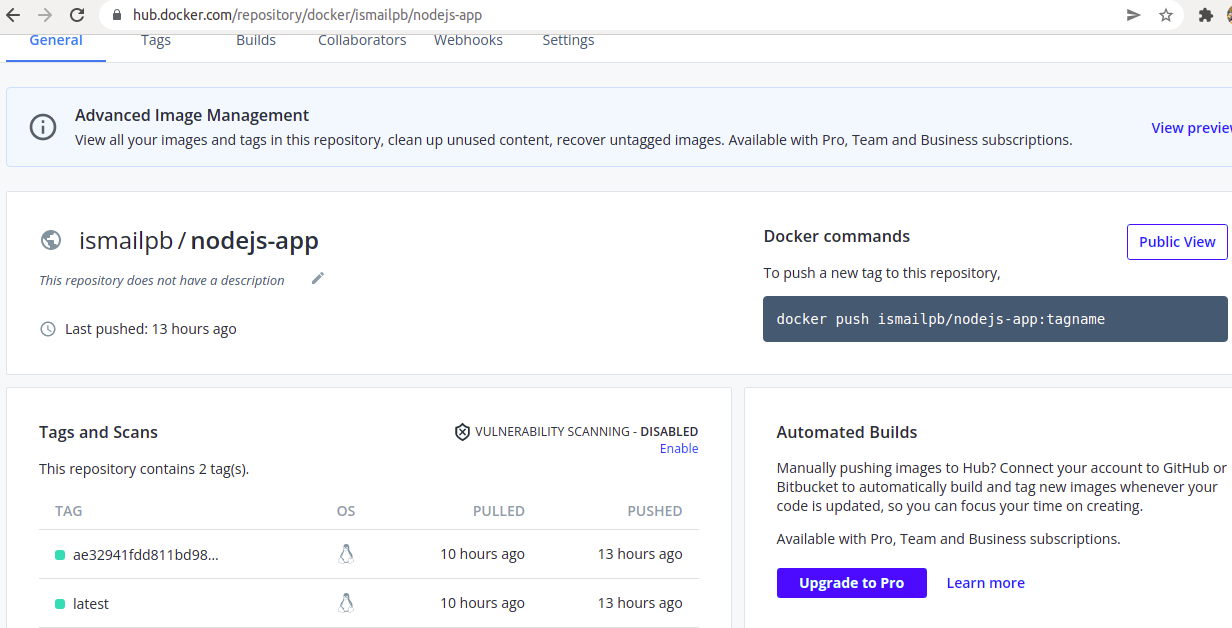 hub.docker.com/repository/docker/ismailpb/nodejs-app
General Tags Builds Collaborators Webhooks Settings
Advanced Image Management
View all your images and tags in this repository, clean up unused content, recover untagged images. Available with Pro, Team and Business subscriptions.
View preview
ismailpb / nodejs-app
This repository does not have a description
Last pushed: 13 hours ago
Docker commands
Public View
To push a new tag to this repository,
docker push ismailpb/nodejs-app:tagname
Tags and Scans
VULNERABILITY SCANNING - DISABLED
Enable
This repository contains 2 tag(s).
TAG OS PULLED PUSHED
ae32941fdd811bd98... 10 hours ago 13 hours ago
latest 10 hours ago 13 hours ago
Automated Builds
Manually pushing images to Hub? Connect your account to GitHub or
Bitbucket to automatically build and tag new images whenever your
code is updated, so you can focus your time on creating.
Available with Pro, Team and Business subscriptions.
Upgrade to Pro Learn more